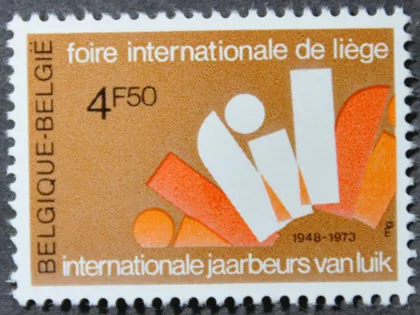 foire internationale de liège
BELGIQUE-BELGIË
4F50
1948-1973
internationale jaarbeurs van luik